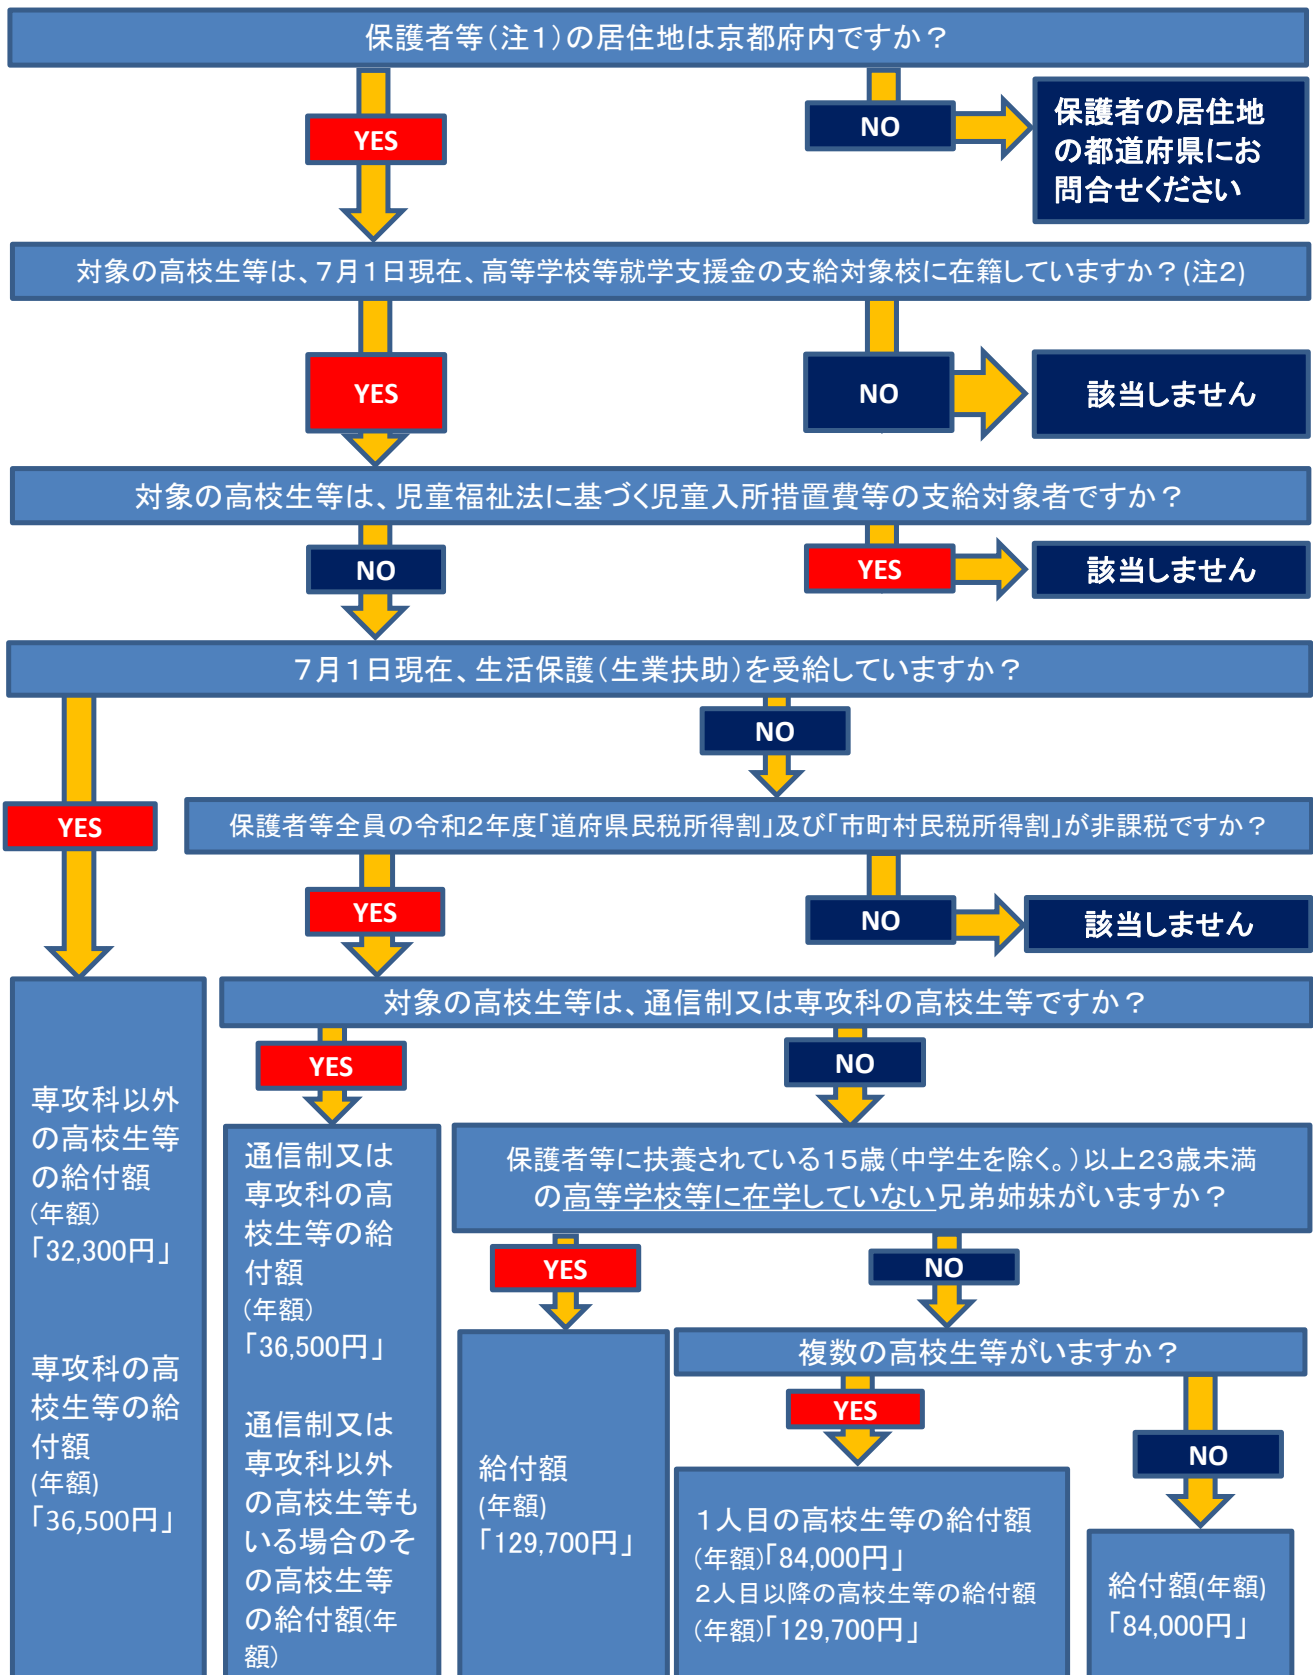 保護者等(注1)の居住地は京都府内ですか?
YES
NO
保護者の居住地
の都道府県にお
問合せください
対象の高校生等は、7月1日現在、高等学校等就学支援金の支給対象校に在籍していますか?(注2)
YES
NO
該当しません
対象の高校生等は、児童福祉法に基づく児童入所措置費等の支給対象者ですか?
NO
YES
該当しません
7月1日現在、生活保護(生業扶助)を受給していますか?
NO
YES
保護者等全員の令和2年度「道府県民税所得割」及び「市町村民税所得割」が非課税ですか?
YES
NO
該当しません
対象の高校生等は、通信制又は専攻科の高校生等ですか?
YES
NO
専攻科以外
の高校生等
の給付額
(年額)
「32,300円」
専攻科の高
校生等の給
付額
(年額)
「36,500円」
通信制又は
専攻科の高
校生等の給
付額
(年額)
「36,500円」
通信制又は
専攻科以外
の高校生等も
いる場合のそ
の高校生等
の給付額(年
額)
保護者等に扶養されている15歳(中学生を除く。)以上23歳未満
の高等学校等に在学していない兄弟姉妹がいますか?
YES
NO
給付額
(年額)
「129,700円」
複数の高校生等がいますか?
YES
NO
1人目の高校生等の給付額
(年額)「84,000円」
2人目以降の高校生等の給付額
(年額)「129,700円」
給付額(年額)
「84,000円」